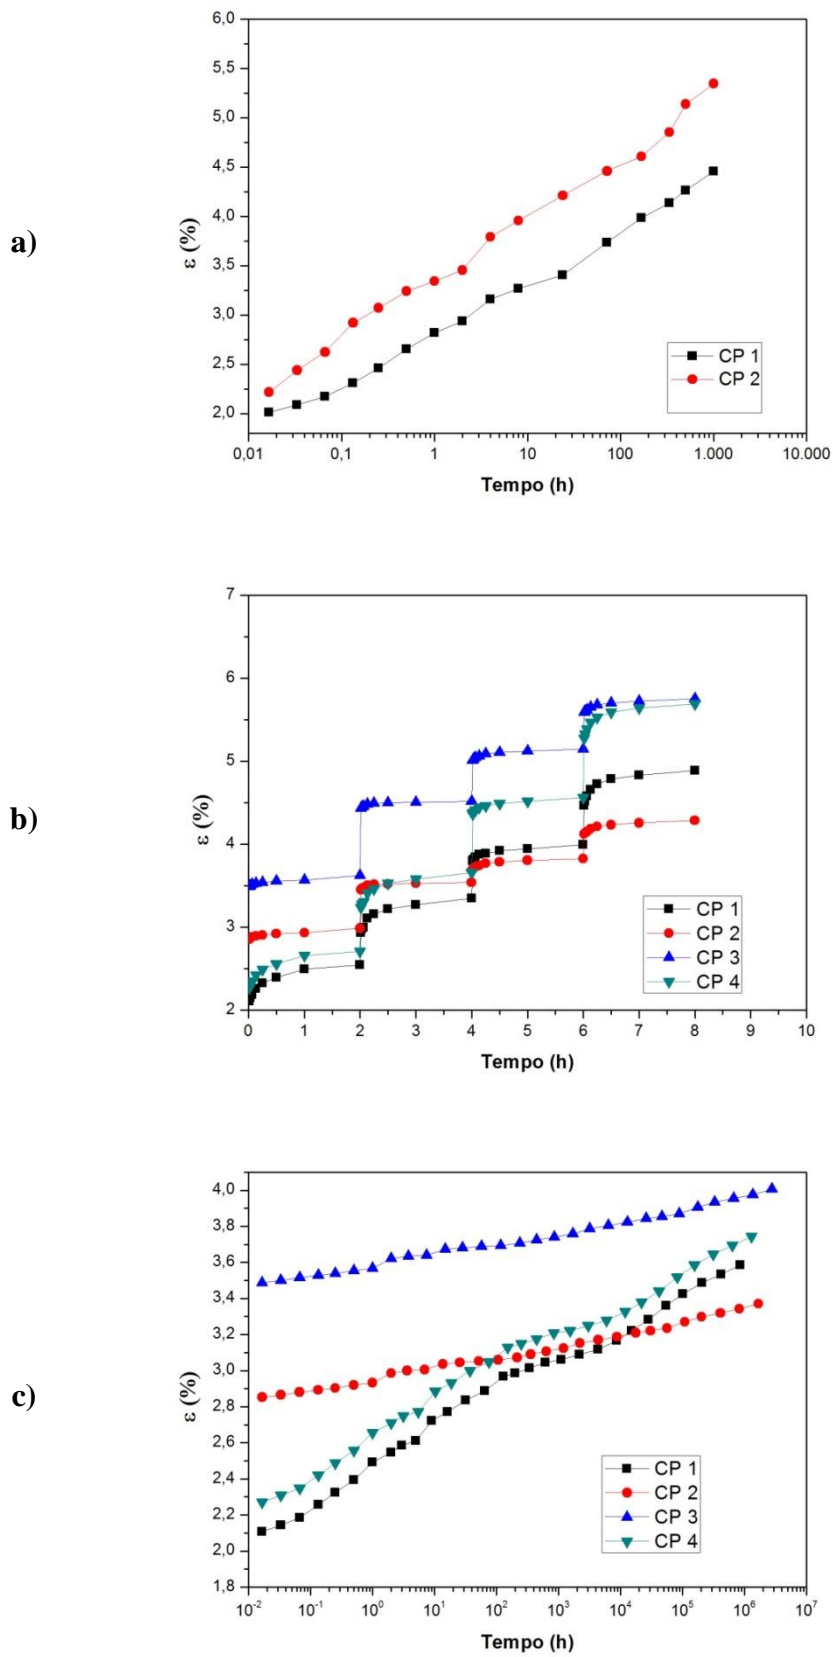 a)
ε (%)
6,0
5,5
5,0
4,5
4,0
3,5
3,0
2,5
2,0
0,01 0,1 1 10 100 1.000 10.000
Tempo (h)
CP 1
CP 2
b)
ε (%)
7
6
5
4
3
2
0 1 2 3 4 5 6 7 8 9 10
Tempo (h)
CP 1
CP 2
CP 3
CP 4
c)
ε (%)
4,0
3,8
3,6
3,4
3,2
3,0
2,8
2,6
2,4
2,2
2,0
1,8
10⁻² 10⁻¹ 10⁰ 10¹ 10² 10³ 10⁴ 10⁵ 10⁶ 10⁷
Tempo (h)
CP 1
CP 2
CP 3
CP 4